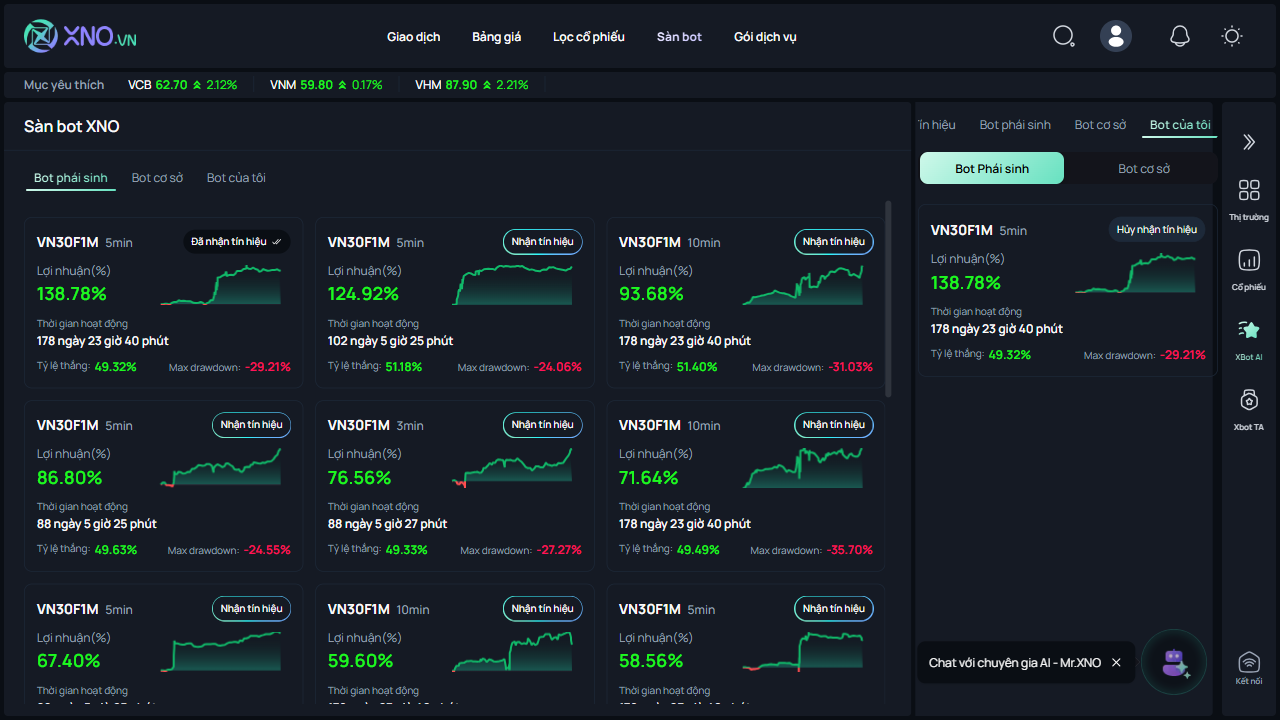 XNO.VN
Giao dịch Bảng giá Lọc cổ phiếu Sàn bot Gói dịch vụ
Mục yêu thích VCB 62.70 2.12% VNM 59.80 0.17% VHM 87.90 2.21%
Sàn bot XNO
Bot phái sinh Bot cơ sở Bot của tôi
VN30F1M 5min Đã nhận tín hiệu
Lợi nhuận(%)
138.78%
Thời gian hoạt động
178 ngày 23 giờ 40 phút
Tỷ lệ thắng: 49.32% Max drawdown: -29.21%
VN30F1M 5min Nhận tín hiệu
Lợi nhuận(%)
124.92%
Thời gian hoạt động
102 ngày 5 giờ 25 phút
Tỷ lệ thắng: 51.18% Max drawdown: -24.06%
VN30F1M 10min Nhận tín hiệu
Lợi nhuận(%)
93.68%
Thời gian hoạt động
178 ngày 23 giờ 40 phút
Tỷ lệ thắng: 51.40% Max drawdown: -31.03%
VN30F1M 5min Nhận tín hiệu
Lợi nhuận(%)
86.80%
Thời gian hoạt động
88 ngày 5 giờ 25 phút
Tỷ lệ thắng: 49.63% Max drawdown: -24.55%
VN30F1M 3min Nhận tín hiệu
Lợi nhuận(%)
76.56%
Thời gian hoạt động
88 ngày 5 giờ 27 phút
Tỷ lệ thắng: 49.33% Max drawdown: -27.27%
VN30F1M 10min Nhận tín hiệu
Lợi nhuận(%)
71.64%
Thời gian hoạt động
178 ngày 23 giờ 40 phút
Tỷ lệ thắng: 49.49% Max drawdown: -35.70%
VN30F1M 5min Nhận tín hiệu
Lợi nhuận(%)
67.40%
Thời gian hoạt động
VN30F1M 10min Nhận tín hiệu
Lợi nhuận(%)
59.60%
Thời gian hoạt động
VN30F1M 5min Nhận tín hiệu
Lợi nhuận(%)
58.56%
Thời gian hoạt động
ín hiệu Bot phái sinh Bot cơ sở Bot của tôi
Bot Phái sinh Bot cơ sở
VN30F1M 5min Hủy nhận tín hiệu
Lợi nhuận(%)
138.78%
Thời gian hoạt động
178 ngày 23 giờ 40 phút
Tỷ lệ thắng: 49.32% Max drawdown: -29.21%
Chat với chuyên gia AI - Mr.XNO
Thị trường
Cổ phiếu
XBot AI
Xbot TA
Kết nối